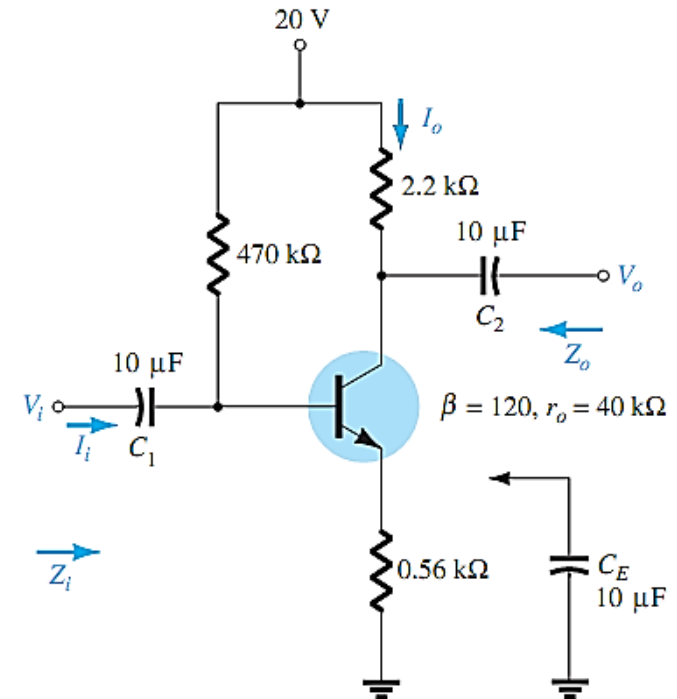 20 V
I_o
2.2 kΩ
10 μF
470 kΩ
V_o
C_2
Z_o
10 μF
V_i
β = 120, r_o = 40 kΩ
I_i
C_1
Z_i
0.56 kΩ
C_E
10 μF